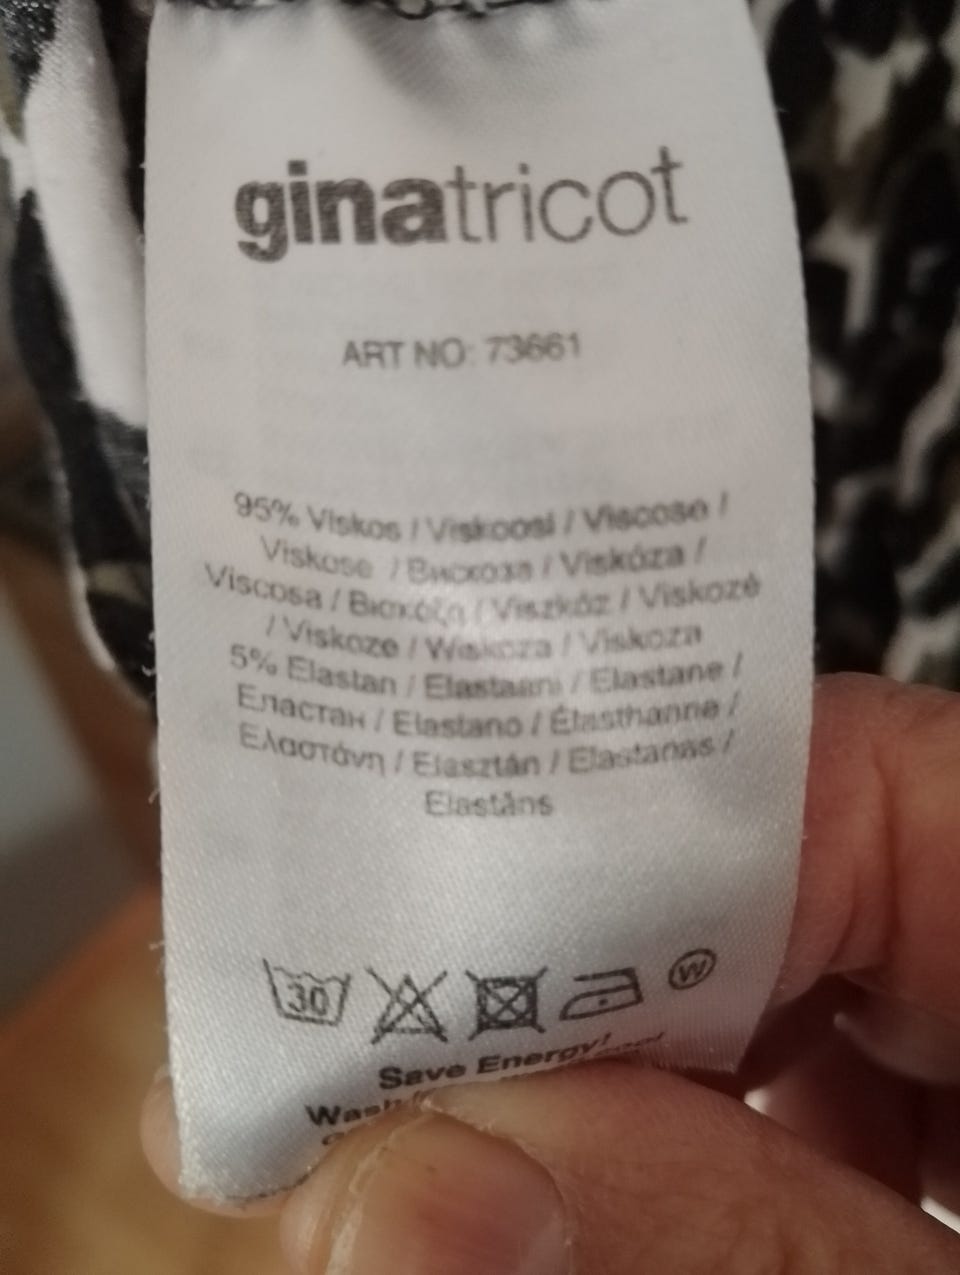 ginatricot
ART NO: 73661
95% Viskos / Viskoosi / Viscose /
Viskose / Вискоза / Viskóza /
Viscosa / Βισκόζη / Viszkóz / Viskozė
/ Viskoze / Wiskoza / Viskoza
5% Elastan / Elastaani / Elastane /
Еластан / Elastano / Élasthanne /
Ελαστάνη / Elasztán / Elastanas /
Elastāns
30 W
Save Energy!
Wash